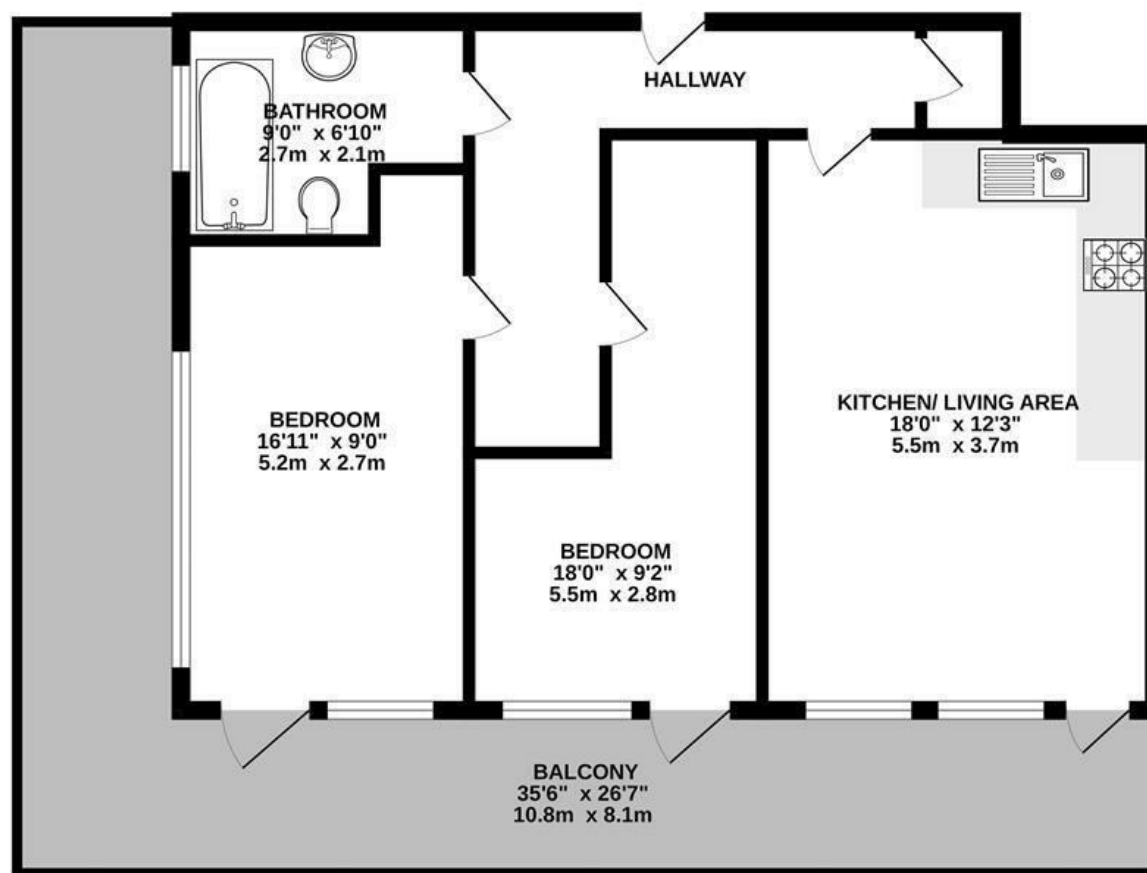 HALLWAY
BATHROOM
9'0" x 6'10"
2.7m x 2.1m
BEDROOM
16'11" x 9'0"
5.2m x 2.7m
KITCHEN/ LIVING AREA
18'0" x 12'3"
5.5m x 3.7m
BEDROOM
18'0" x 9'2"
5.5m x 2.8m
BALCONY
35'6" x 26'7"
10.8m x 8.1m